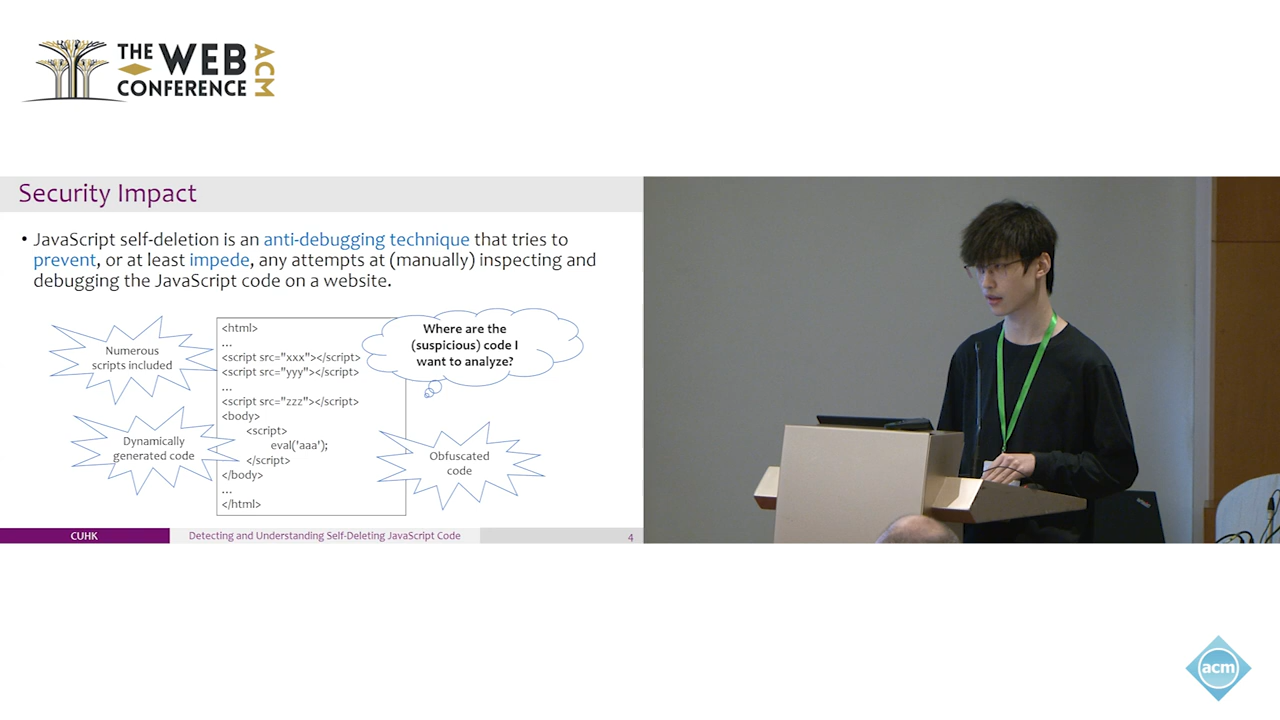 THE
WEB
CONFERENCE
ACM
Security Impact
• JavaScript self-deletion is an anti-debugging technique that tries to
prevent, or at least impede, any attempts at (manually) inspecting and
debugging the JavaScript code on a website.
Numerous
scripts included
Dynamically
generated code
<html>
...
<script src="xxx"></script>
<script src="yyy"></script>
...
<script src="zzz"></script>
<body>
<script>
eval('aaa');
</script>
</body>
...
</html>
Where are the
(suspicious) code I
want to analyze?
Obfuscated
code
CUHK
Detecting and Understanding Self-Deleting JavaScript Code
4
acm